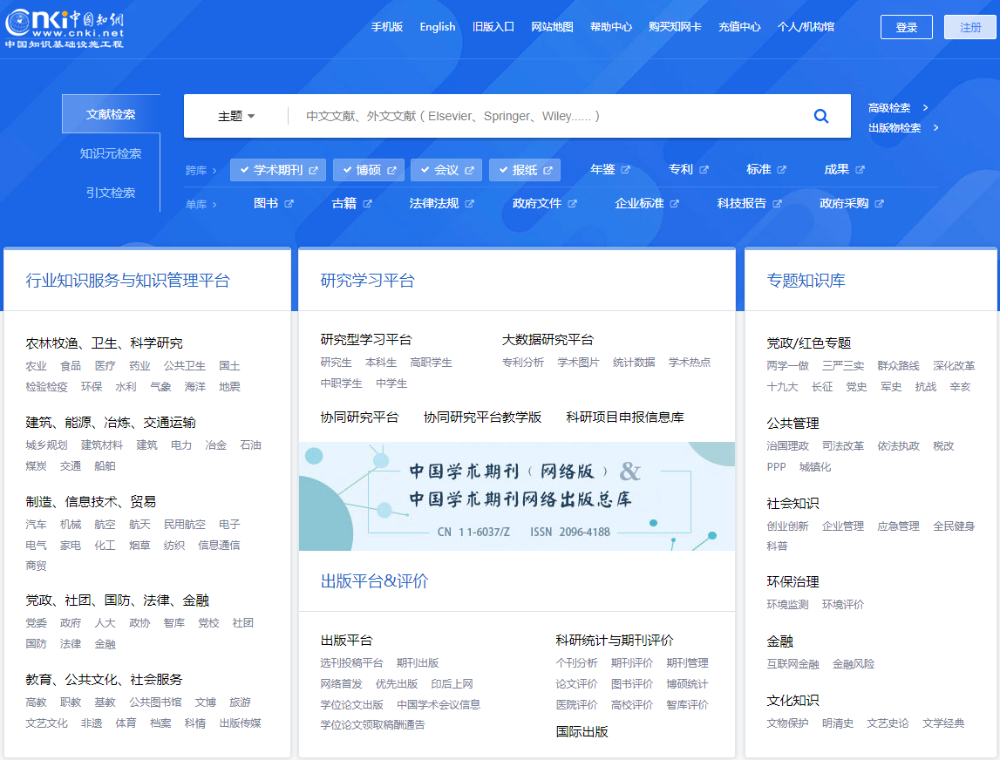 cnki中国知网
www.cnki.net
中国知识基础设施工程
手机版 English 旧版入口 网站地图 帮助中心 购买知网卡 充值中心 个人/机构馆 登录 注册
文献检索
知识元检索
引文检索
主题 中文文献、外文文献（Elsevier、Springer、Wiley......）
高级检索 >
出版物检索 >
跨库 > 学术期刊 博硕 会议 报纸 年鉴 专利 标准 成果
单库 > 图书 古籍 法律法规 政府文件 企业标准 科技报告 政府采购
行业知识服务与知识管理平台
农林牧渔、卫生、科学研究
农业 食品 医疗 药业 公共卫生 国土
检验检疫 环保 水利 气象 海洋 地震
建筑、能源、冶炼、交通运输
城乡规划 建筑材料 建筑 电力 冶金 石油
煤炭 交通 船舶
制造、信息技术、贸易
汽车 机械 航空 航天 民用航空 电子
电气 家电 化工 烟草 纺织 信息通信
商贸
党政、社团、国防、法律、金融
党委 政府 人大 政协 智库 党校 社团
国防 法律 金融
教育、公共文化、社会服务
高教 职教 基教 公共图书馆 文博 旅游
文艺文化 非遗 体育 档案 科情 出版传媒
研究学习平台
研究型学习平台
研究生 本科生 高职学生
中职学生 中学生
大数据研究平台
专利分析 学术图片 统计数据 学术热点
协同研究平台 协同研究平台教学版 科研项目申报信息库
中国学术期刊（网络版）&
中国学术期刊网络出版总库
CN 11-6037/Z ISSN 2096-4188
出版平台&评价
出版平台
选刊投稿平台 期刊出版
网络首发 优先出版 印后上网
学位论文出版 中国学术会议信息
学位论文领取稿酬通告
科研统计与期刊评价
个刊分析 期刊评价 期刊管理
论文评价 图书评价 博硕统计
医院评价 高校评价 智库评价
国际出版
专题知识库
党政/红色专题
两学一做 三严三实 群众路线 深化改革
十九大 长征 党史 军史 抗战 辛亥
公共管理
治国理政 司法改革 依法执政 税改
PPP 城镇化
社会知识
创业创新 企业管理 应急管理 全民健身
科普
环保治理
环境监测 环境评价
金融
互联网金融 金融风险
文化知识
文物保护 明清史 文艺史论 文学经典